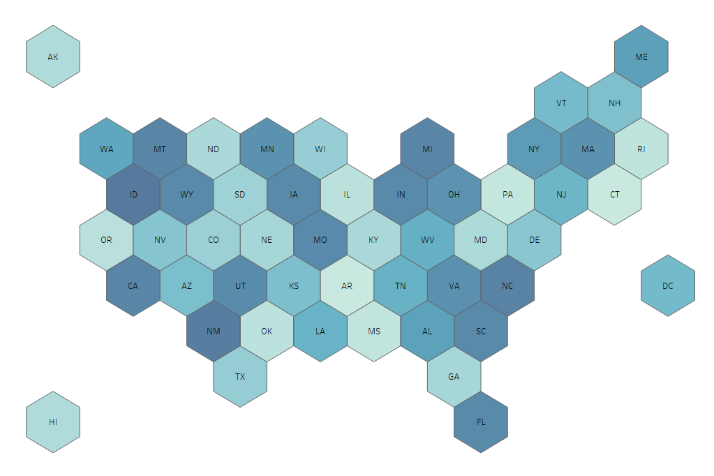 AK
ME
VT NH
WA MT ND MN WI MI NY MA RI
ID WY SD IA IL IN OH PA NJ CT
OR NV CO NE MO KY WV MD DE
CA AZ UT KS AR TN VA NC DC
NM OK LA MS AL SC
TX GA
HI FL